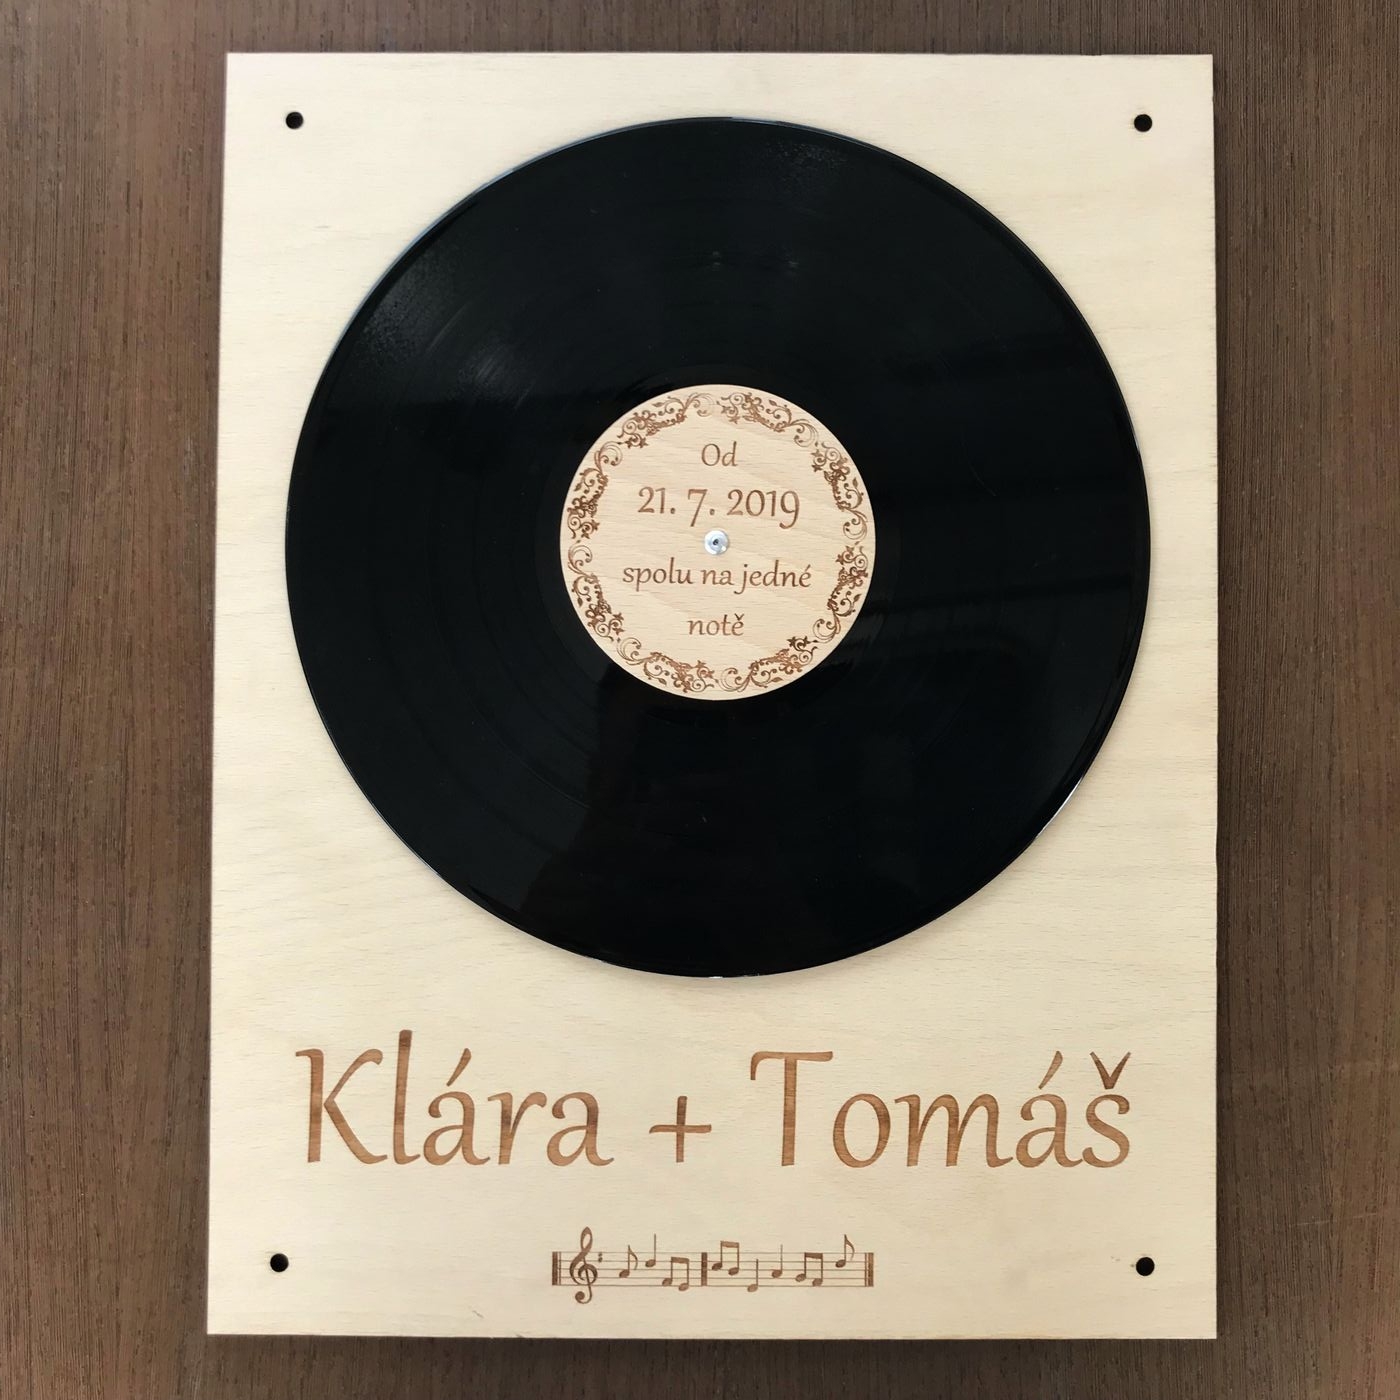 Od
21. 7. 2019
spolu na jedné
notě
Klára + Tomáš